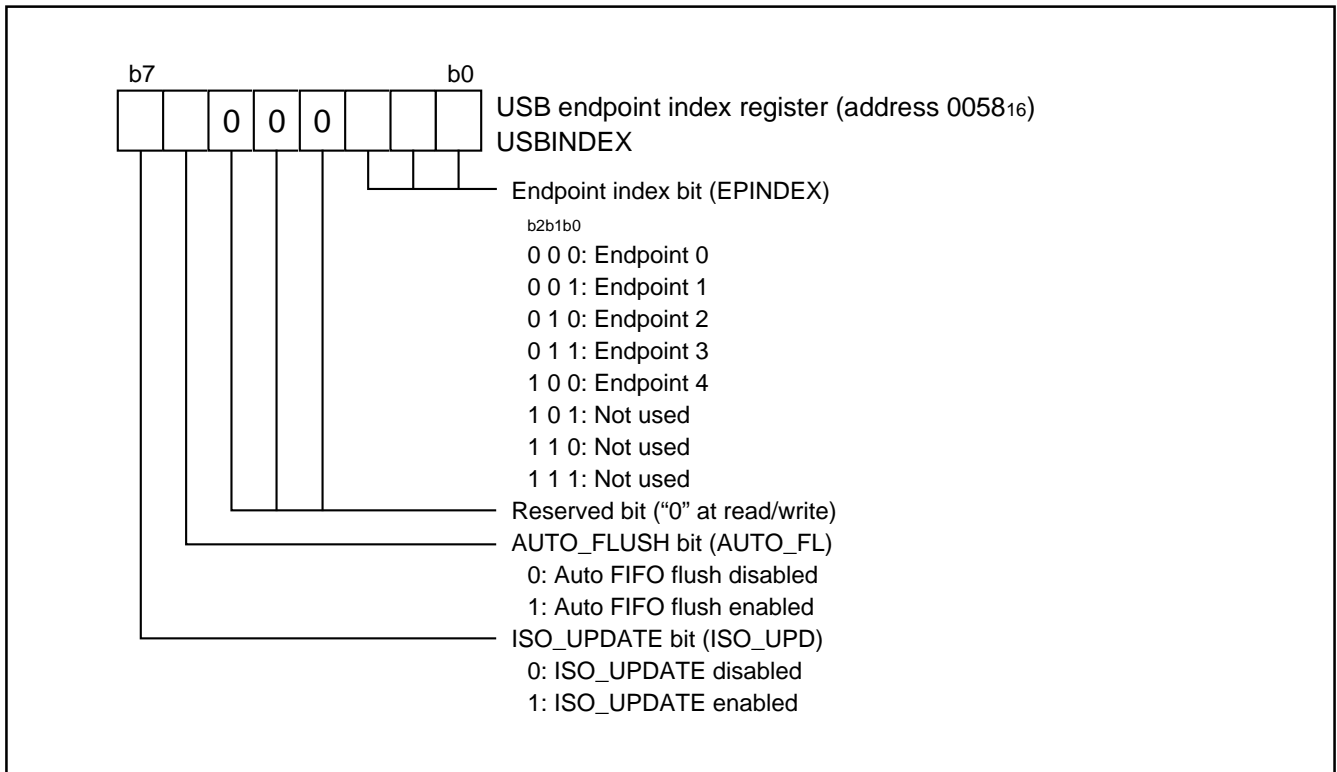 b7 b0
0 0 0 USB endpoint index register (address 005816)
USBINDEX
Endpoint index bit (EPINDEX)
b2b1b0
0 0 0: Endpoint 0
0 0 1: Endpoint 1
0 1 0: Endpoint 2
0 1 1: Endpoint 3
1 0 0: Endpoint 4
1 0 1: Not used
1 1 0: Not used
1 1 1: Not used
Reserved bit (“0” at read/write)
AUTO_FLUSH bit (AUTO_FL)
0: Auto FIFO flush disabled
1: Auto FIFO flush enabled
ISO_UPDATE bit (ISO_UPD)
0: ISO_UPDATE disabled
1: ISO_UPDATE enabled